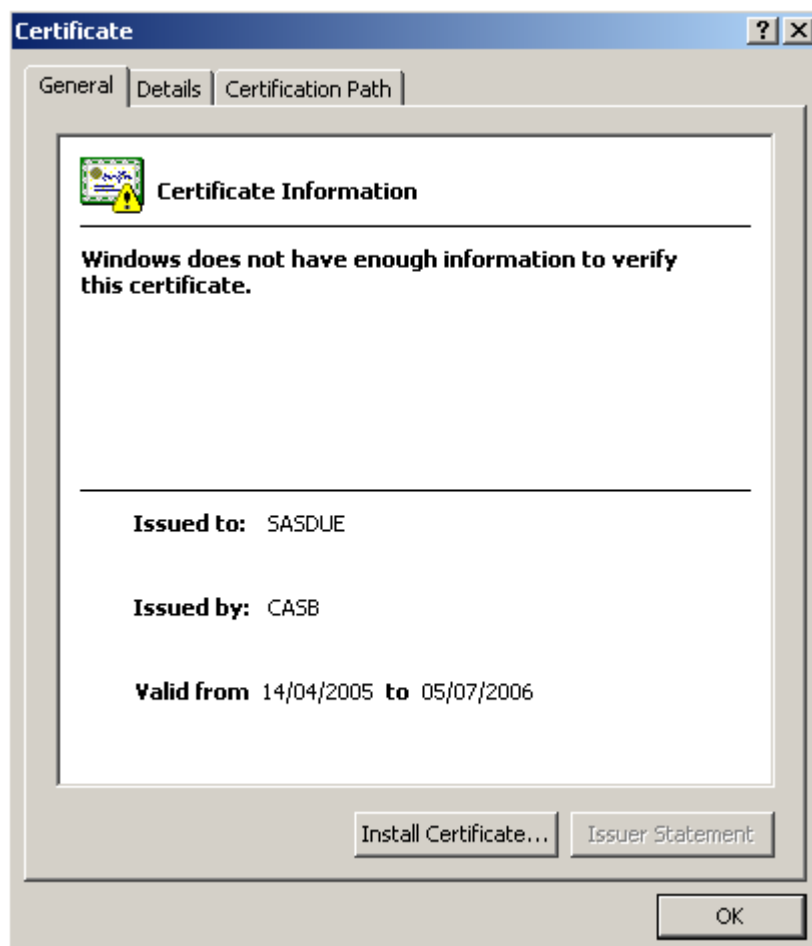 Certificate
General Details Certification Path
Certificate Information
Windows does not have enough information to verify
this certificate.
Issued to: SASDUE
Issued by: CASB
Valid from 14/04/2005 to 05/07/2006
Install Certificate... Issuer Statement
OK